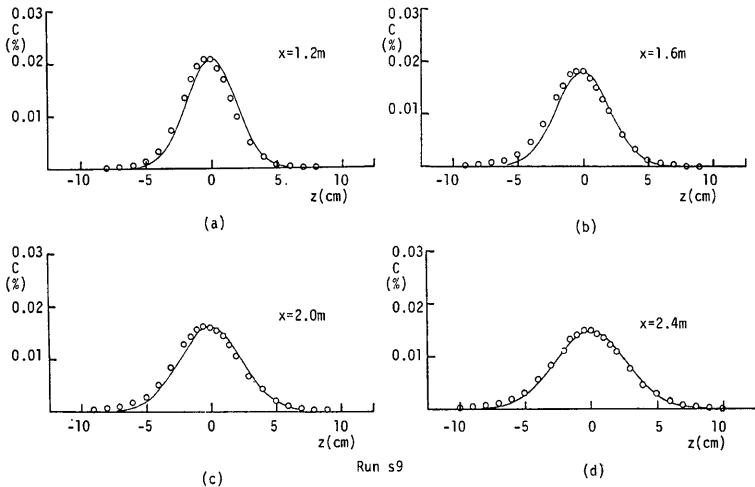 0.03
C
(%)
0.02
0.01
x=1.2m
-10 -5 0 5. 10
z(cm)
(a)
0.03
C
(%)
0.02
0.01
x=1.6m
-10 -5 0 5 10
z(cm)
(b)
0.03
C
(%)
0.02
0.01
x=2.0m
-10 -5 0 5 10
z(cm)
(c)
0.03
C
(%)
0.02
0.01
x=2.4m
-10 -5 0 5 10
z(cm)
(d)
Run s9